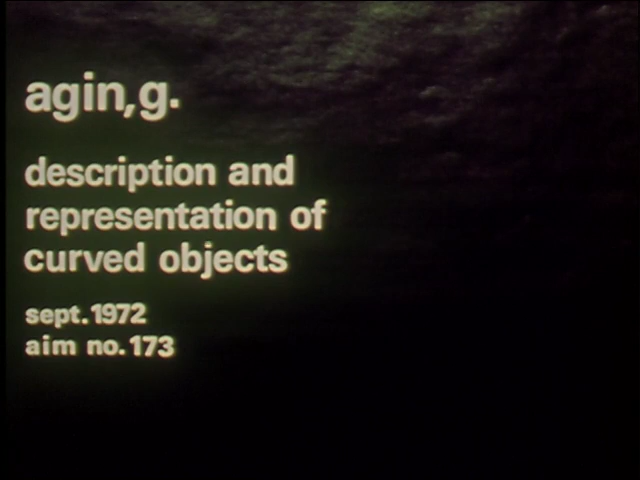 agin,g.
description and
representation of
curved objects
sept.1972
aim no.173